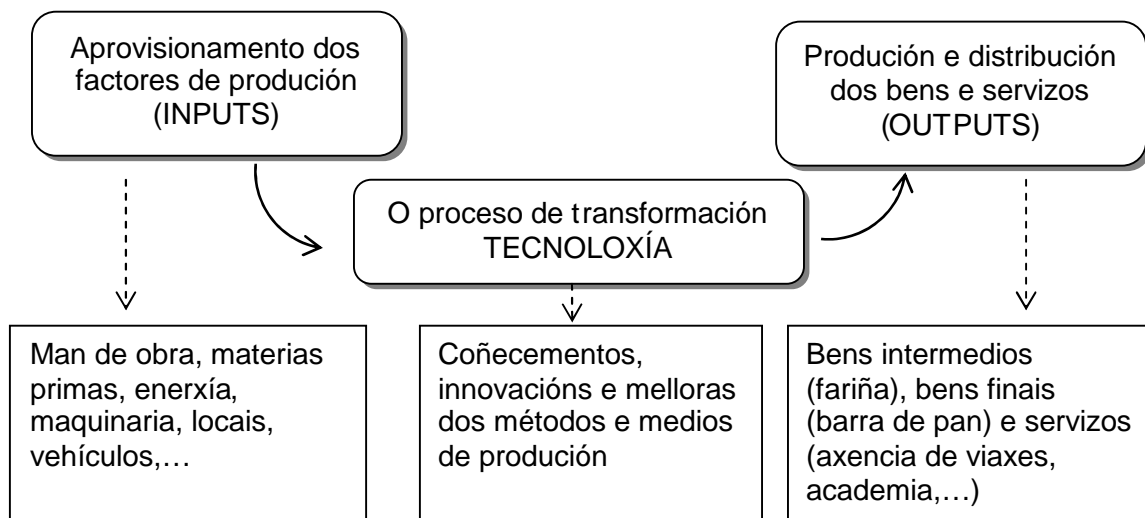 Aprovisionamento dos
factores de produción
(INPUTS)
Produción e distribución
dos bens e servizos
(OUTPUTS)
O proceso de transformación
TECNOLOXÍA
Man de obra, materias
primas, enerxía,
maquinaria, locais,
vehículos,…
Coñecementos,
innovacións e melloras
dos métodos e medios
de produción
Bens intermedios
(fariña), bens finais
(barra de pan) e servizos
(axencia de viaxes,
academia,…)